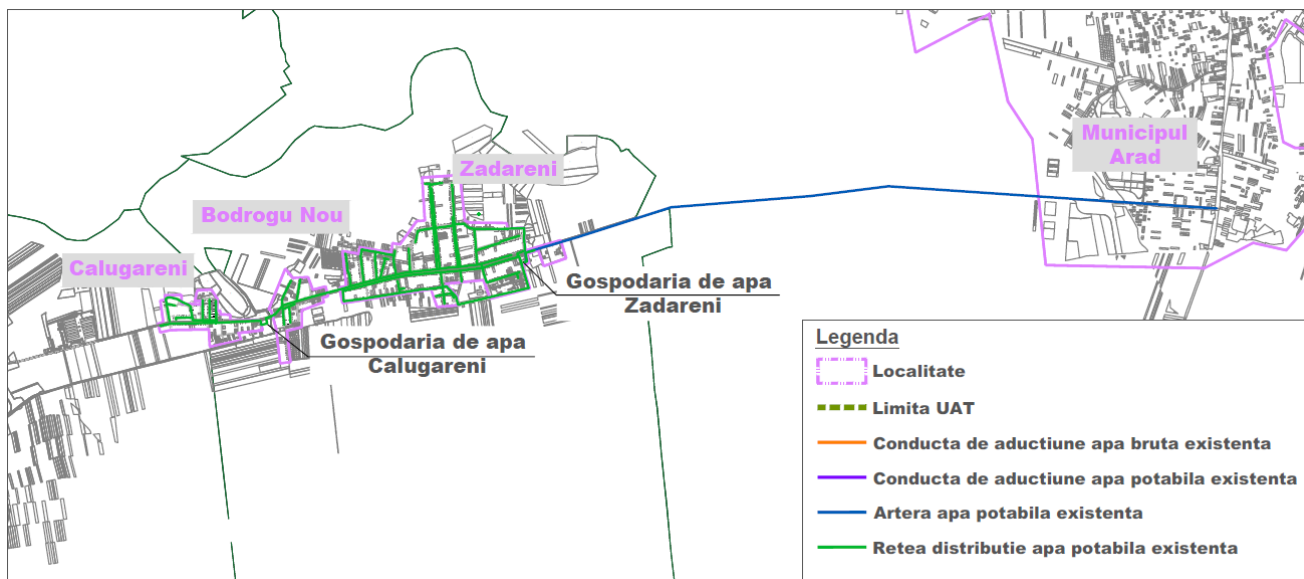 Municipul
Arad
Zadareni
Bodrogu Nou
Calugareni
Gospodaria de apa
Zadareni
Gospodaria de apa
Calugareni
Legenda
Localitate
Limita UAT
Conducta de aductiune apa bruta existenta
Conducta de aductiune apa potabila existenta
Artera apa potabila existenta
Retea distributie apa potabila existenta